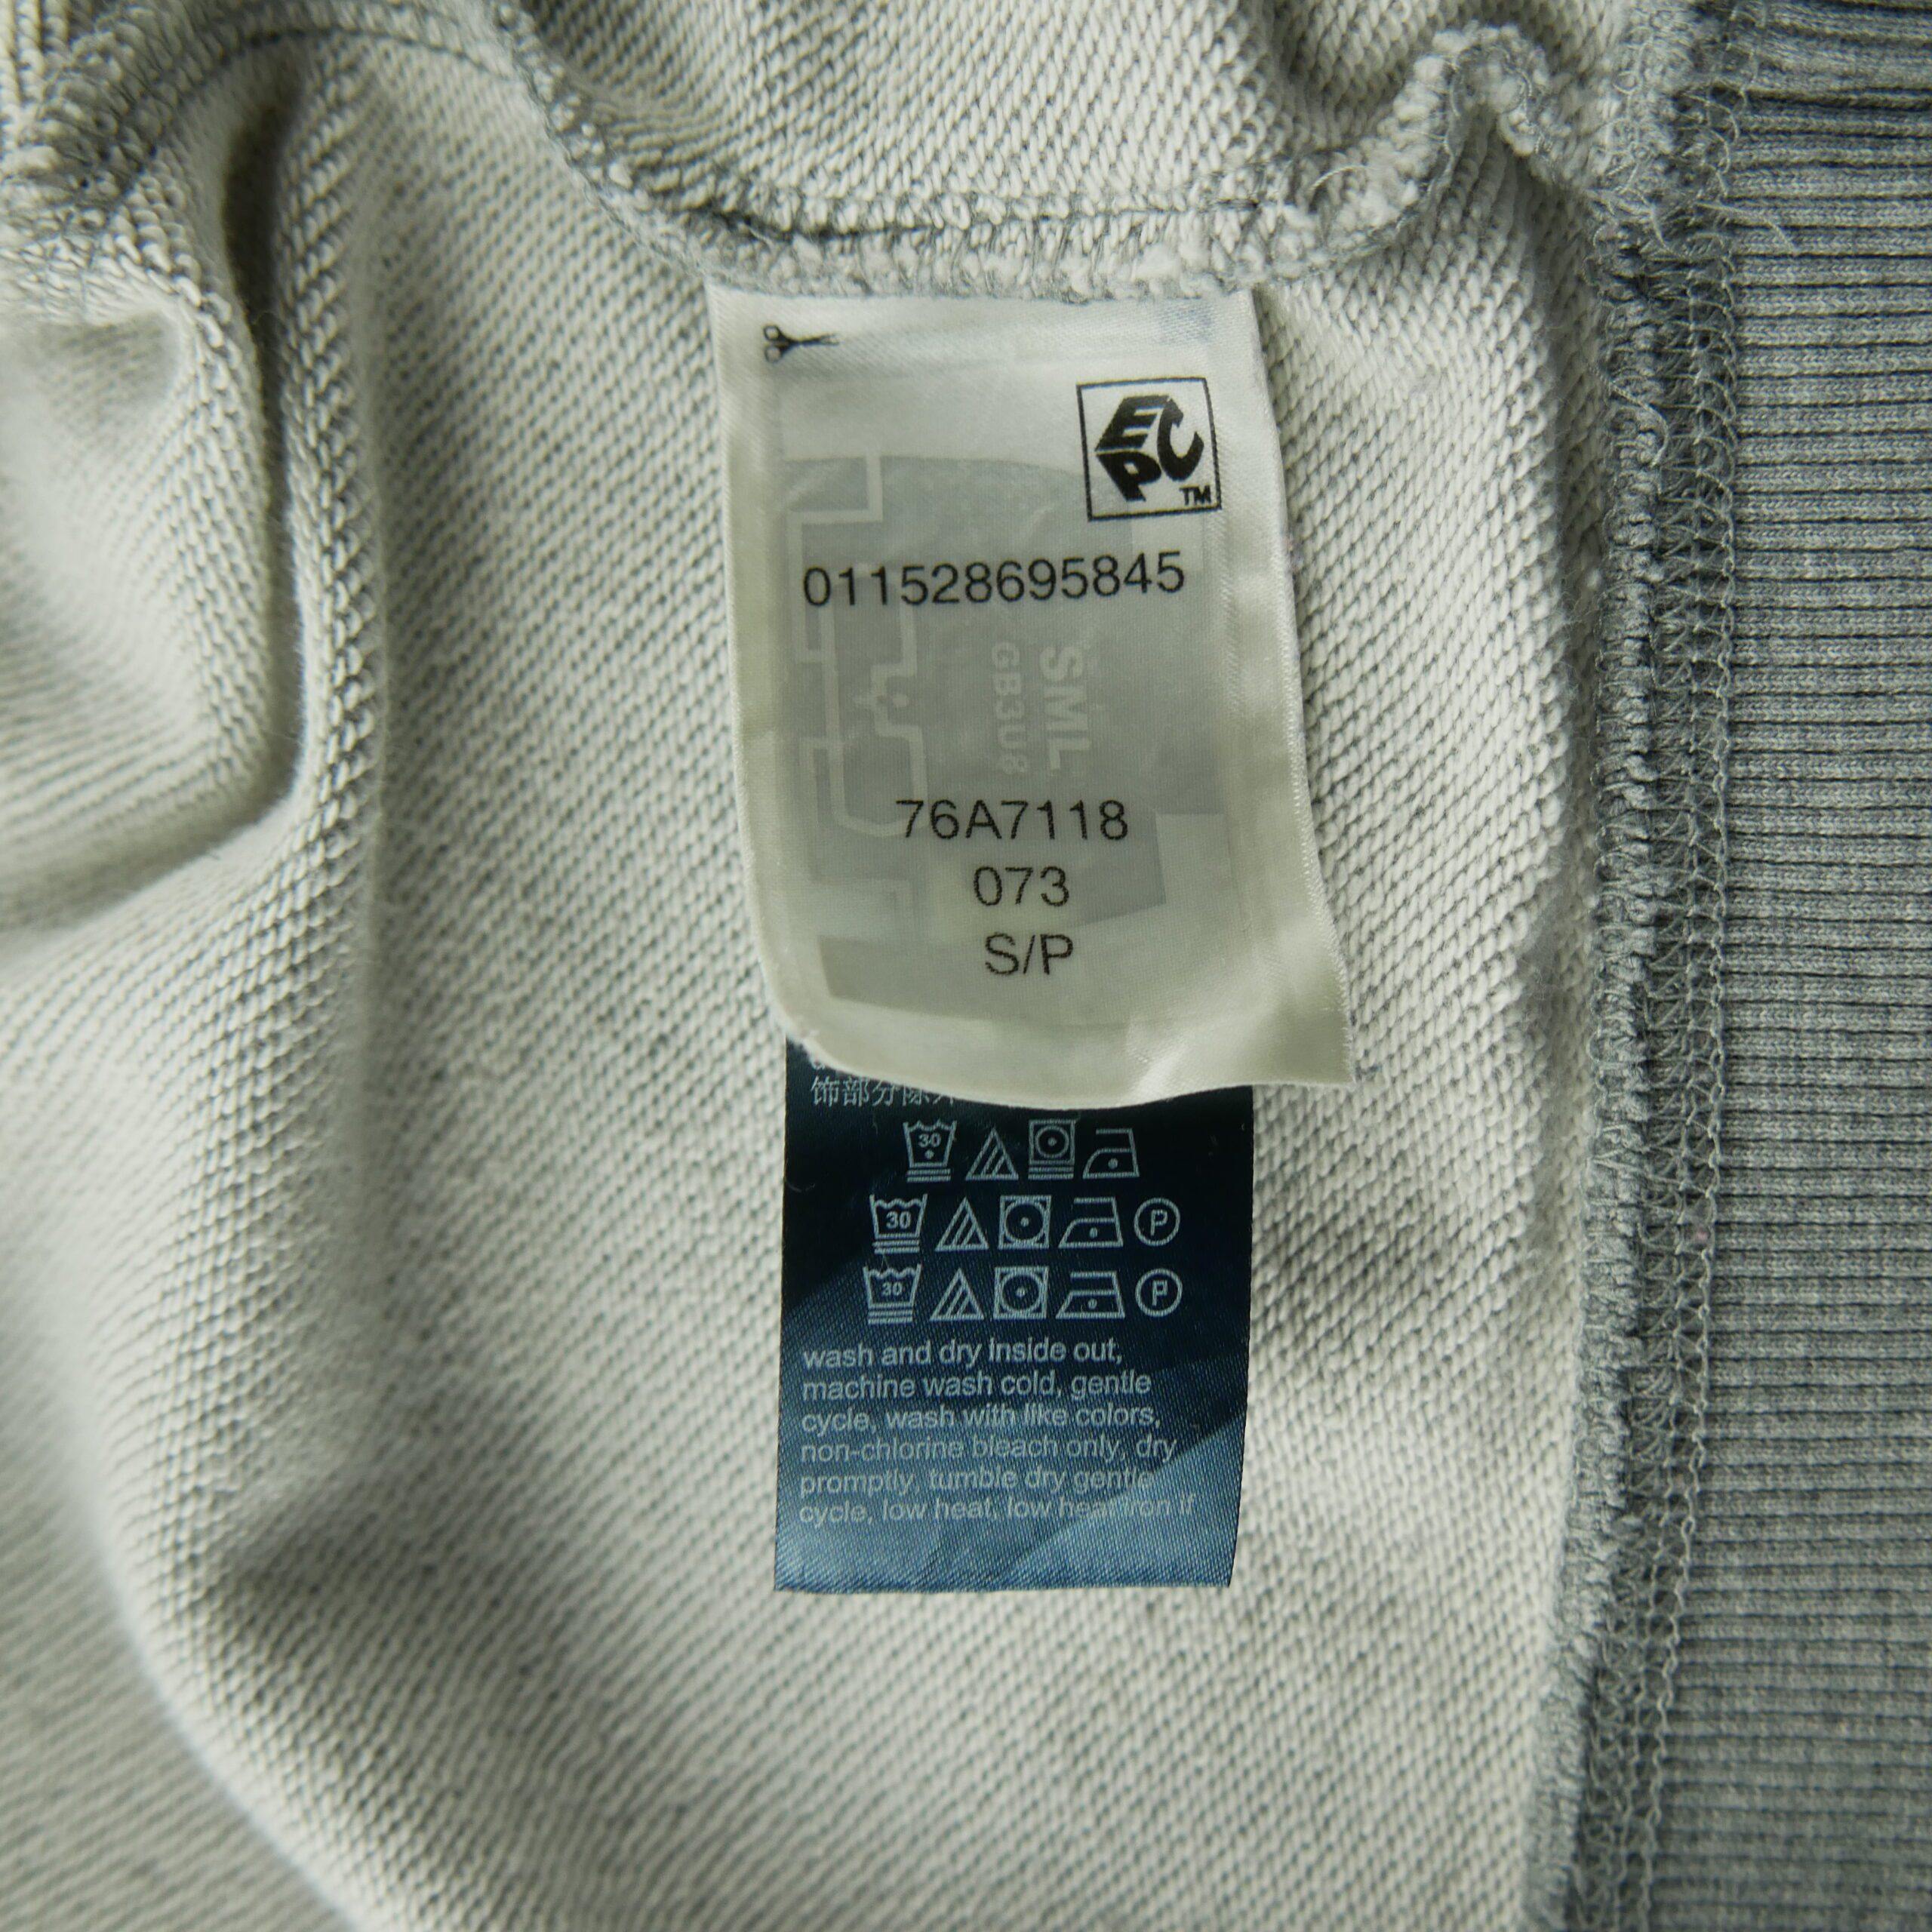 EPC
TM
011528695845
SML
GB3U8
76A7118
073
S/P
饰部分除外
30
30 P
30 P
wash and dry inside out,
machine wash cold, gentle
cycle, wash with like colors,
non-chlorine bleach only, dry
promptly, tumble dry gentle
cycle, low heat, low heat iron if